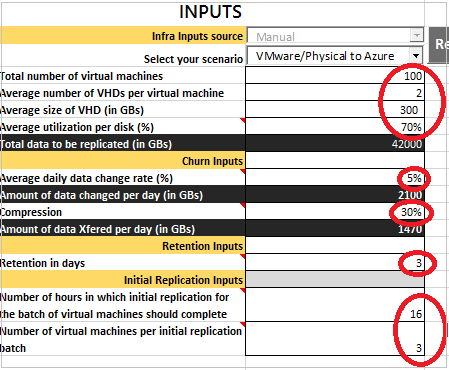 INPUTS
Infra Inputs source Manual Re
Select your scenario VMware/Physical to Azure
Total number of virtual machines 100
Average number of VHDs per virtual machine 2
Average size of VHD (in GBs) 300
Average utilization per disk (%) 70%
Total data to be replicated (in GBs) 42000
Churn Inputs
Average daily data change rate (%) 5%
Amount of data changed per day (in GBs) 2100
Compression 30%
Amount of data Xfered per day (in GBs) 1470
Retention Inputs
Retention in days 3
Initial Replication Inputs
Number of hours in which initial replication for
the batch of virtual machines should complete 16
Number of virtual machines per initial replication
batch 3